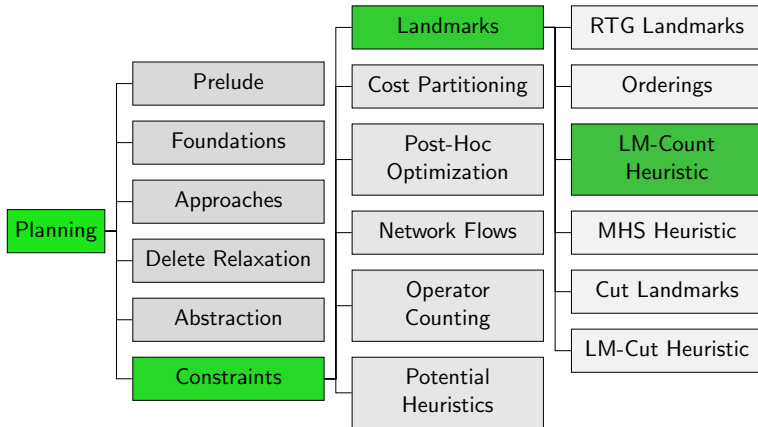 Planning
Prelude
Foundations
Approaches
Delete Relaxation
Abstraction
Constraints
Landmarks
Cost Partitioning
Post-Hoc
Optimization
Network Flows
Operator
Counting
Potential
Heuristics
RTG Landmarks
Orderings
LM-Count
Heuristic
MHS Heuristic
Cut Landmarks
LM-Cut Heuristic